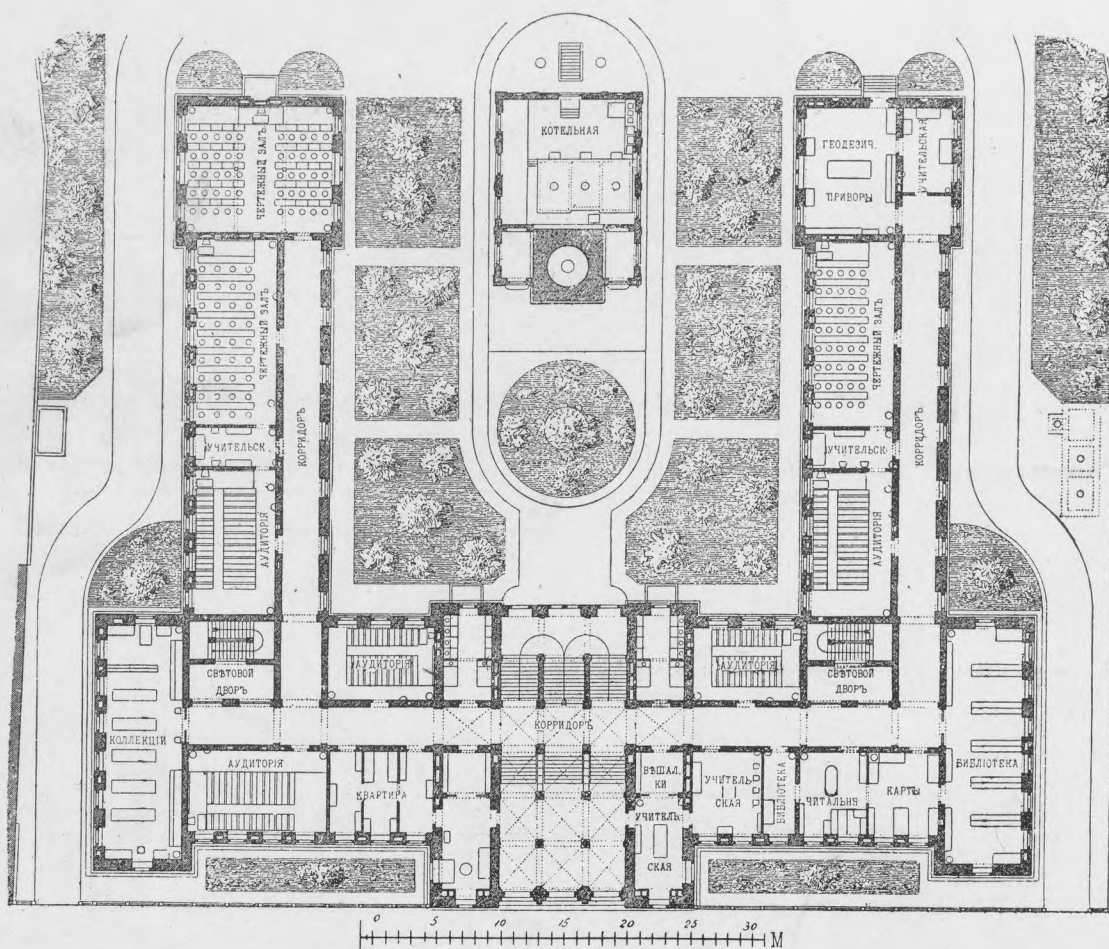 КОТЕЛЬНАЯ
ЧЕРТЕЖНЫЙ ЗАЛЪ
ГЕОДЕЗИЧ.
ПРИБОРЫ
УЧИТЕЛЬСКАЯ
ЧЕРТЕЖНЫЙ ЗАЛЪ
КОРРИДОРЪ
ЧЕРТЕЖНЫЙ ЗАЛЪ
КОРРИДОРЪ
УЧИТЕЛЬСК.
УЧИТЕЛЬСК.
АУДИТОРІЯ
АУДИТОРІЯ
СВѢТОВОЙ
ДВОРЪ
АУДИТОРІЯ
АУДИТОРІЯ
СВѢТОВОЙ
ДВОРЪ
КОЛЛЕКЦІИ
КОРРИДОРЪ
БИБЛІОТЕКА
АУДИТОРІЯ
КВАРТИРА
ВѢШАЛ.
КИ
УЧИТЕЛЬ
СКАЯ
УЧИТЕЛЬ
СКАЯ
БИБЛІОТЕКА
ЧИТАЛЬНЯ
КАРТЫ
0 5 10 15 20 25 30 М